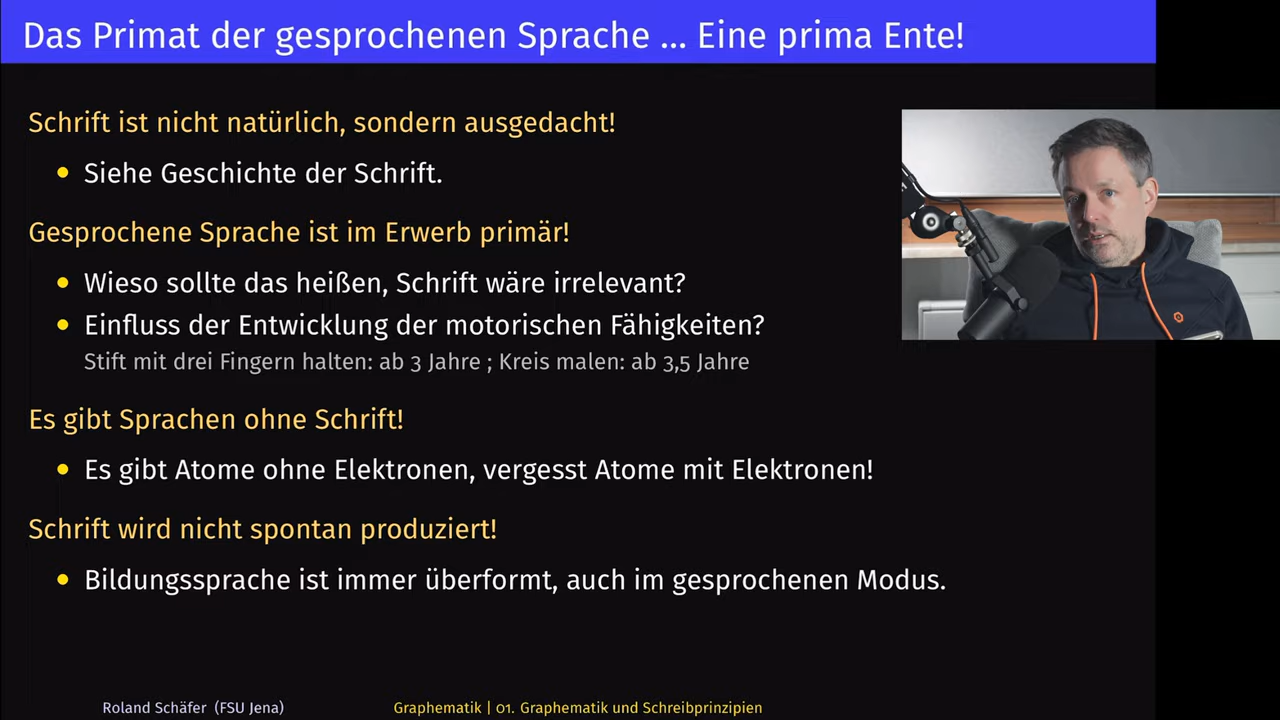 Das Primat der gesprochenen Sprache ... Eine prima Ente!
Schrift ist nicht natürlich, sondern ausgedacht!
Siehe Geschichte der Schrift.
Gesprochene Sprache ist im Erwerb primär!
Wieso sollte das heißen, Schrift wäre irrelevant?
Einfluss der Entwicklung der motorischen Fähigkeiten?
Stift mit drei Fingern halten: ab 3 Jahre ; Kreis malen: ab 3,5 Jahre
Es gibt Sprachen ohne Schrift!
Es gibt Atome ohne Elektronen, vergesst Atome mit Elektronen!
Schrift wird nicht spontan produziert!
Bildungssprache ist immer überformt, auch im gesprochenen Modus.
Roland Schäfer (FSU Jena)
Graphematik | 01. Graphematik und Schreibprinzipien